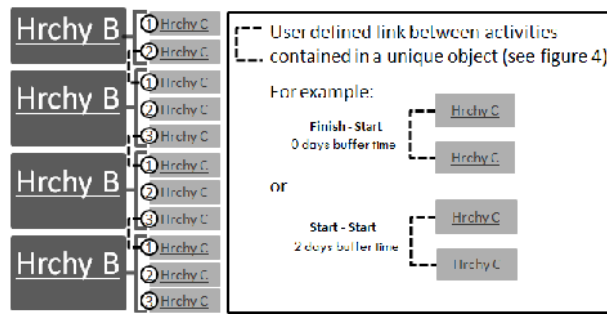 Hrchy B
1 Hrchy C
2 Hrchy C
Hrchy B
1 Hrchy C
2 Hrchy C
3 Hrchy C
Hrchy B
1 Hrchy C
2 Hrchy C
3 Hrchy C
Hrchy B
1 Hrchy C
2 Hrchy C
3 Hrchy C
User defined link between activities
contained in a unique object (see figure 4)
For example:
Finish - Start
0 days buffer time
Hrchy C
Hrchy C
or
Start - Start
2 days buffer time
Hrchy C
Hrchy C